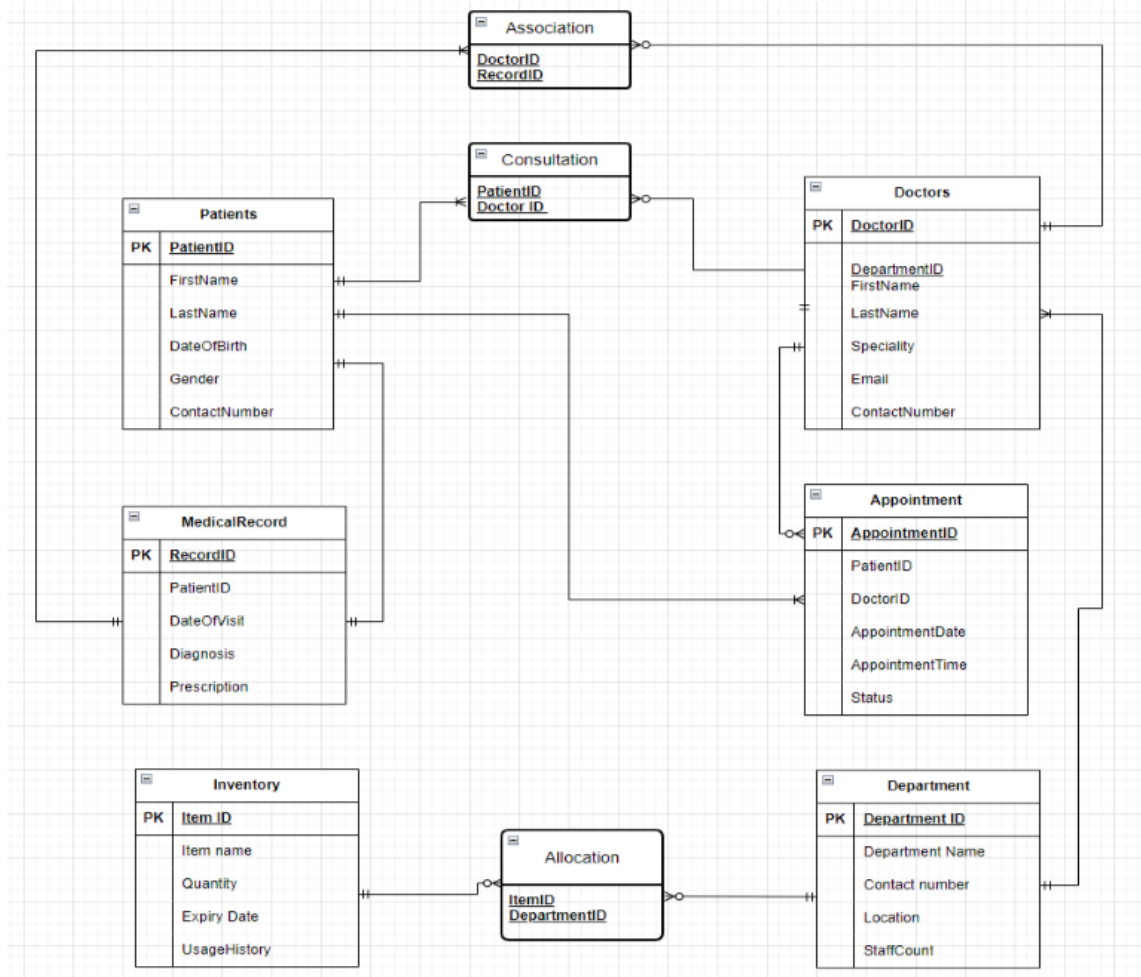 Association
DoctorID
RecordID
Consultation
PatientID
Doctor ID
Patients
PK PatientID
FirstName
LastName
DateOfBirth
Gender
ContactNumber
Doctors
PK DoctorID
DepartmentID
FirstName
LastName
Speciality
Email
ContactNumber
MedicalRecord
PK RecordID
PatientID
DateOfVisit
Diagnosis
Prescription
Appointment
PK AppointmentID
PatientID
DoctorID
AppointmentDate
AppointmentTime
Status
Inventory
PK Item ID
Item name
Quantity
Expiry Date
UsageHistory
Allocation
ItemID
DepartmentID
Department
PK Department ID
Department Name
Contact number
Location
StaffCount